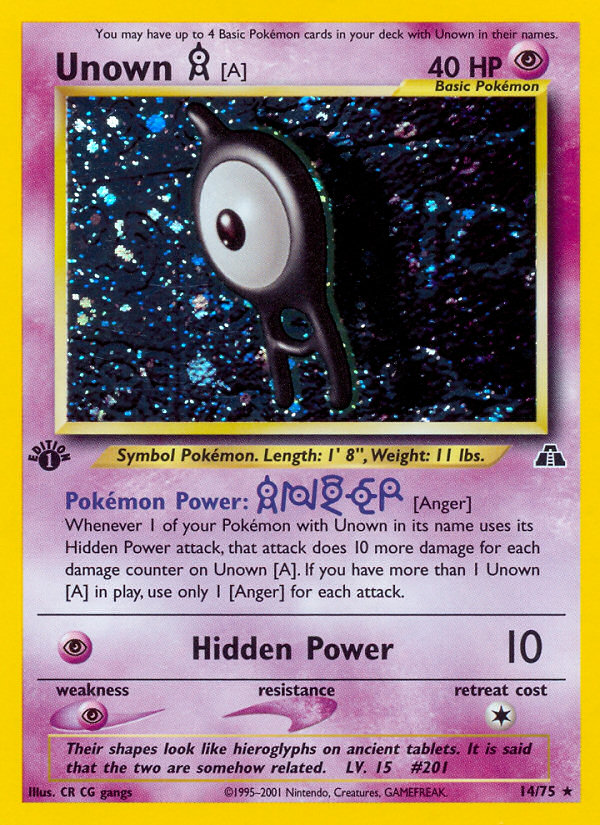 You may have up to 4 Basic Pokémon cards in your deck with Unown in their names.
Unown [A] 40 HP
Basic Pokémon
EDITION 1
Symbol Pokémon. Length: 1' 8", Weight: 11 lbs.
Pokémon Power: [Anger]
Whenever 1 of your Pokémon with Unown in its name uses its
Hidden Power attack, that attack does 10 more damage for each
damage counter on Unown [A]. If you have more than 1 Unown
[A] in play, use only 1 [Anger] for each attack.
Hidden Power 10
weakness resistance retreat cost
Their shapes look like hieroglyphs on ancient tablets. It is said
that the two are somehow related. LV. 15 #201
Illus. CR CG gangs ©1995-2001 Nintendo, Creatures, GAMEFREAK. 14/75 ★